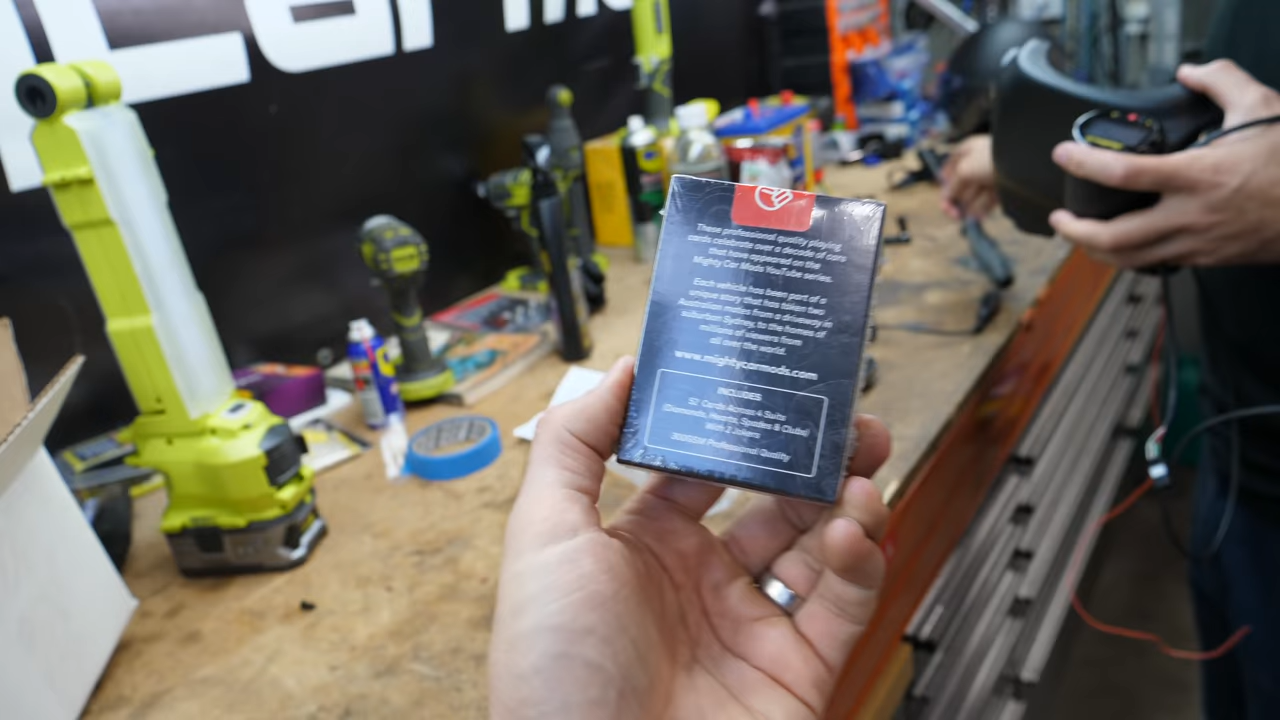 These professional quality playing
cards celebrate over a decade of cars
that have appeared on the
Mighty Car Mods YouTube series.
Each vehicle has been part of a
unique story that has taken two
Australian mates from a driveway in
suburban Sydney, to the homes of
millions of viewers from
all over the world.
www.mightycarmods.com
INCLUDES
52 Cards Across 4 Suits
(Diamonds, Hearts, Spades & Clubs)
With 2 Jokers
300GSM Professional Quality